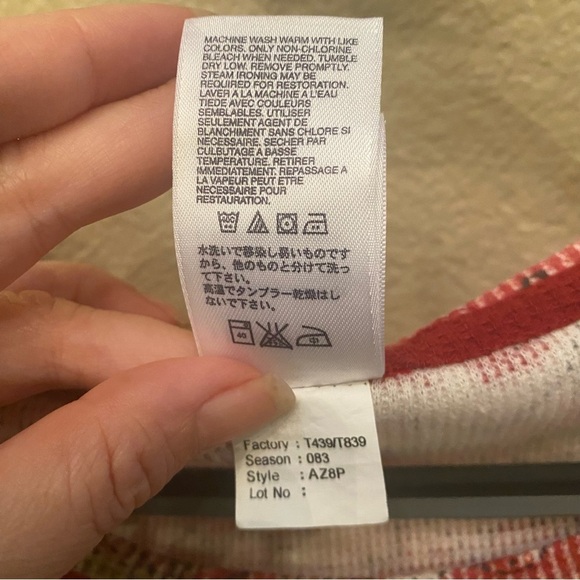 MACHINE WASH WARM WITH LIKE
COLORS. ONLY NON-CHLORINE
BLEACH WHEN NEEDED. TUMBLE
DRY LOW. REMOVE PROMPTLY.
STEAM IRONING MAY BE
REQUIRED FOR RESTORATION.
LAVER A LA MACHINE A L'EAU
TIEDE AVEC COULEURS
SEMBLABLES. UTILISER
SEULEMENT AGENT DE
BLANCHIMENT SANS CHLORE SI
NECESSAIRE. SECHER PAR
CULBUTAGE A BASSE
TEMPERATURE. RETIRER
IMMEDIATEMENT. REPASSAGE A
LA VAPEUR PEUT ETRE
NECESSAIRE POUR
RESTAURATION.
水洗いで移染し易いものです
から、他のものと分けて洗っ
て下さい。
高温でタンブラー乾燥はし
ないで下さい。
40
中
Factory : T439/T839
Season : 083
Style : AZ8P
Lot No :